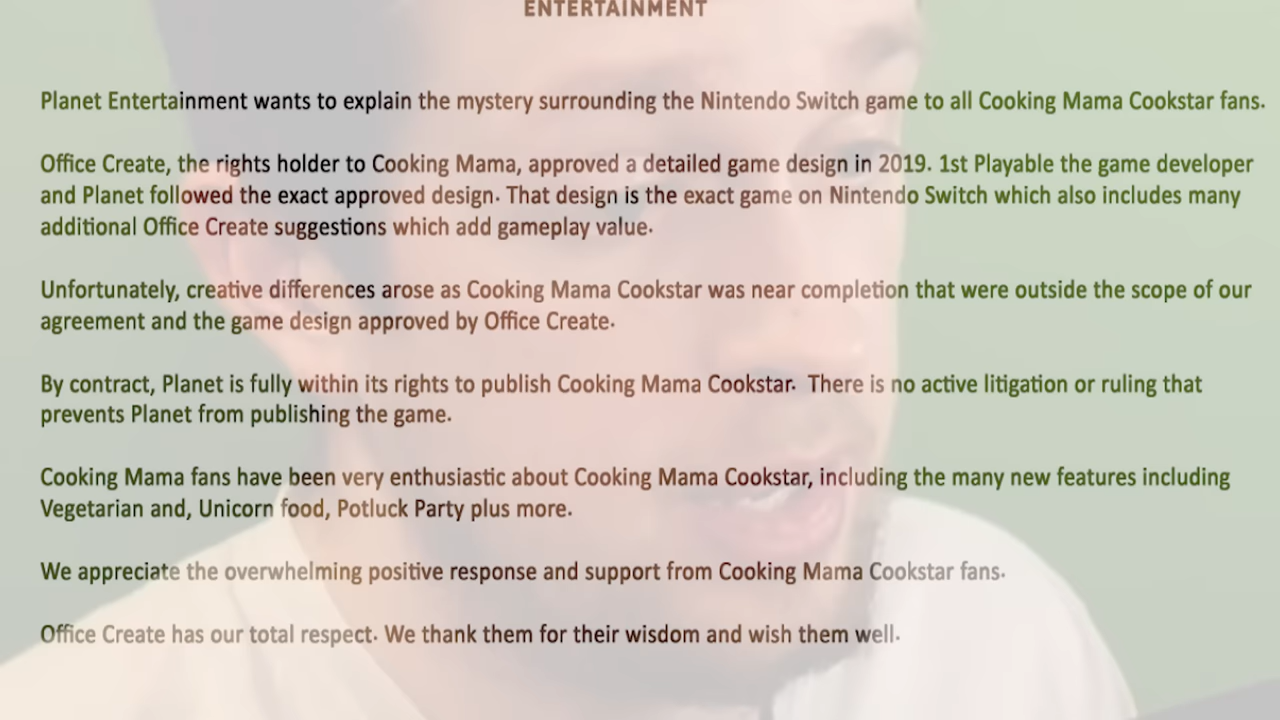 ENTERTAINMENT
Planet Entertainment wants to explain the mystery surrounding the Nintendo Switch game to all Cooking Mama Cookstar fans.
Office Create, the rights holder to Cooking Mama, approved a detailed game design in 2019. 1st Playable the game developer
and Planet followed the exact approved design. That design is the exact game on Nintendo Switch which also includes many
additional Office Create suggestions which add gameplay value.
Unfortunately, creative differences arose as Cooking Mama Cookstar was near completion that were outside the scope of our
agreement and the game design approved by Office Create.
By contract, Planet is fully within its rights to publish Cooking Mama Cookstar. There is no active litigation or ruling that
prevents Planet from publishing the game.
Cooking Mama fans have been very enthusiastic about Cooking Mama Cookstar, including the many new features including
Vegetarian and, Unicorn food, Potluck Party plus more.
We appreciate the overwhelming positive response and support from Cooking Mama Cookstar fans.
Office Create has our total respect. We thank them for their wisdom and wish them well.